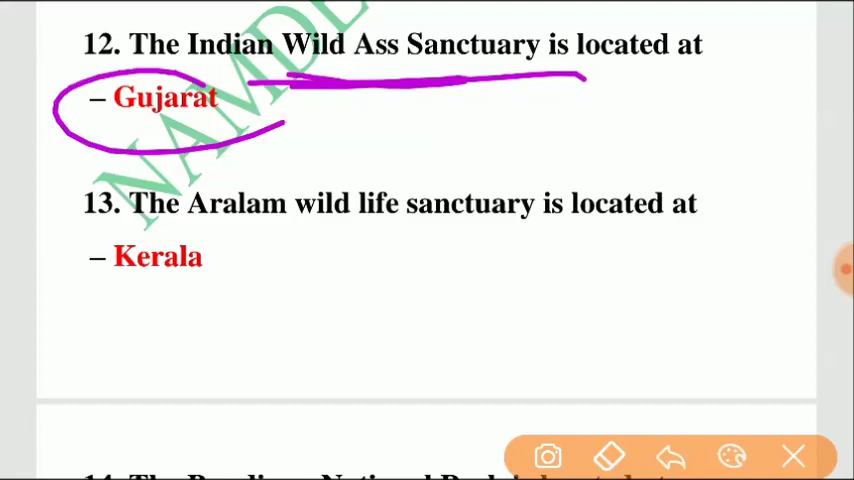 12. The Indian Wild Ass Sanctuary is located at
– Gujarat
13. The Aralam wild life sanctuary is located at
– Kerala